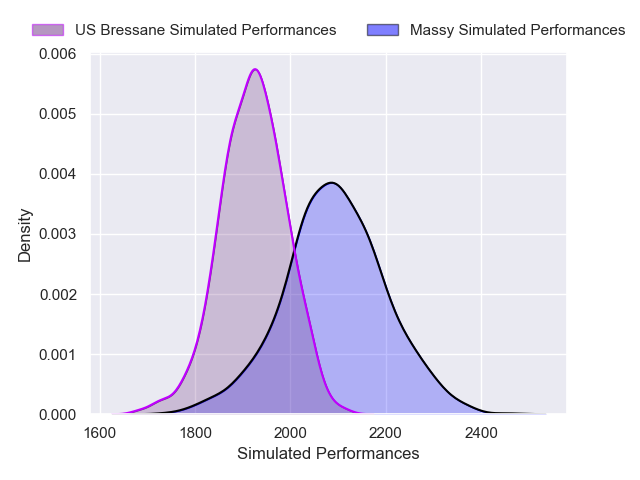 US Bressane Simulated Performances Massy Simulated Performances
0.006
0.005
0.004
0.003
0.002
0.001
0.000
Density
1600 1800 2000 2200 2400
Simulated Performances